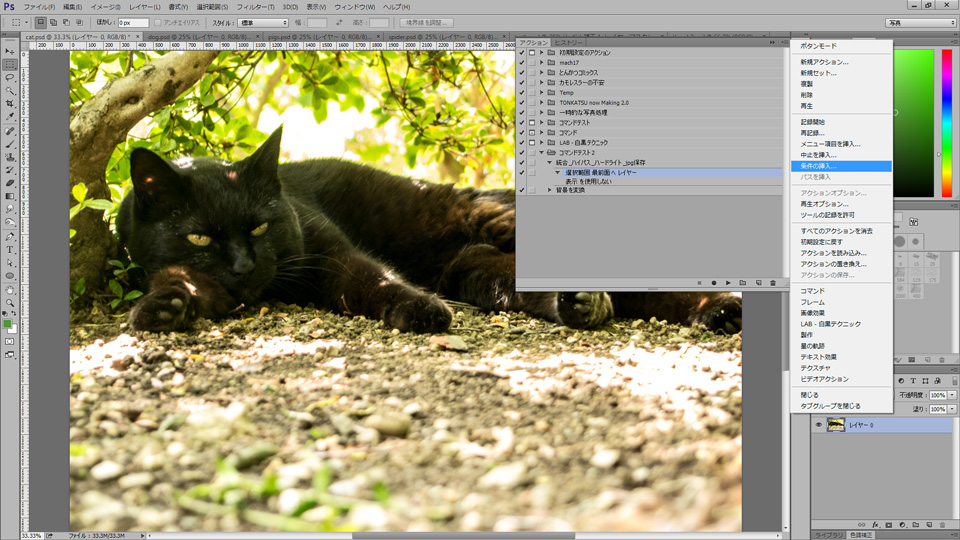 Ps ファイル(F) 編集(E) イメージ(I) レイヤー(L) 書式(Y) 選択範囲(S) フィルター(T) 3D(D) 表示(V) ウィンドウ(W) ヘルプ(H)
ぼかし: 0 px アンチエイリアス スタイル: 標準 幅: 高さ: 境界線を調整... 写真
cat.psd @ 33.3% (レイヤー 0, RGB/8) * dog.psd @ 25% (レイヤー 0, RGB/8)... pigs.psd @ 25% (レイヤー 0, RGB/8)... spider.psd @ 25% (レイヤー 0, RGB/8)...
アクション ヒストリー
初期設定のアクション
mach17
とんかつコミックス
カモレスラーの不安
Temp
TONKATSU now Making 2.0
一時的な写真処理
コマンドテスト
コマンド
LAB - 白黒テクニック
コマンドテスト2
統合_ハイパス_ハードライト_jpg保存
選択範囲 最前面へ レイヤー
表示 を使用しない
背景を変換
ボタンモード
新規アクション...
新規セット...
複製
削除
再生
記録開始
再記録...
メニュー項目を挿入...
中止を挿入...
条件の挿入...
パスを挿入
アクションオプション...
再生オプション...
ツールの記録を許可
すべてのアクションを消去
初期設定に戻す
アクションを読み込み...
アクションの置き換え...
アクションの保存...
コマンド
フレーム
画像効果
LAB - 白黒テクニック
製作
星の軌跡
テキスト効果
テクスチャ
ビデオアクション
閉じる
タブグループを閉じる
不透明度: 100%
塗り: 100%
レイヤー 0
33.33% ファイル : 33.3M/33.3M
ライブラリ 色調補正